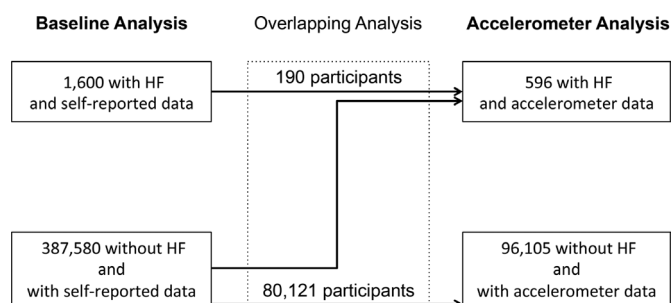 Baseline Analysis
Overlapping Analysis
Accelerometer Analysis
1,600 with HF
and self-reported data
190 participants
596 with HF
and accelerometer data
387,580 without HF
and
with self-reported data
80,121 participants
96,105 without HF
and
with accelerometer data